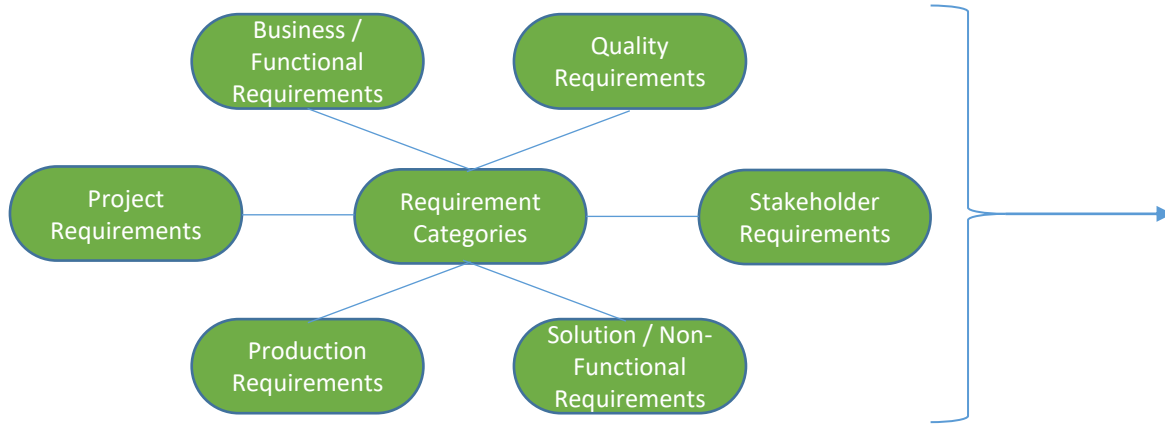 Business /
Functional
Requirements
Quality
Requirements
Project
Requirements
Requirement
Categories
Stakeholder
Requirements
Production
Requirements
Solution / Non-
Functional
Requirements